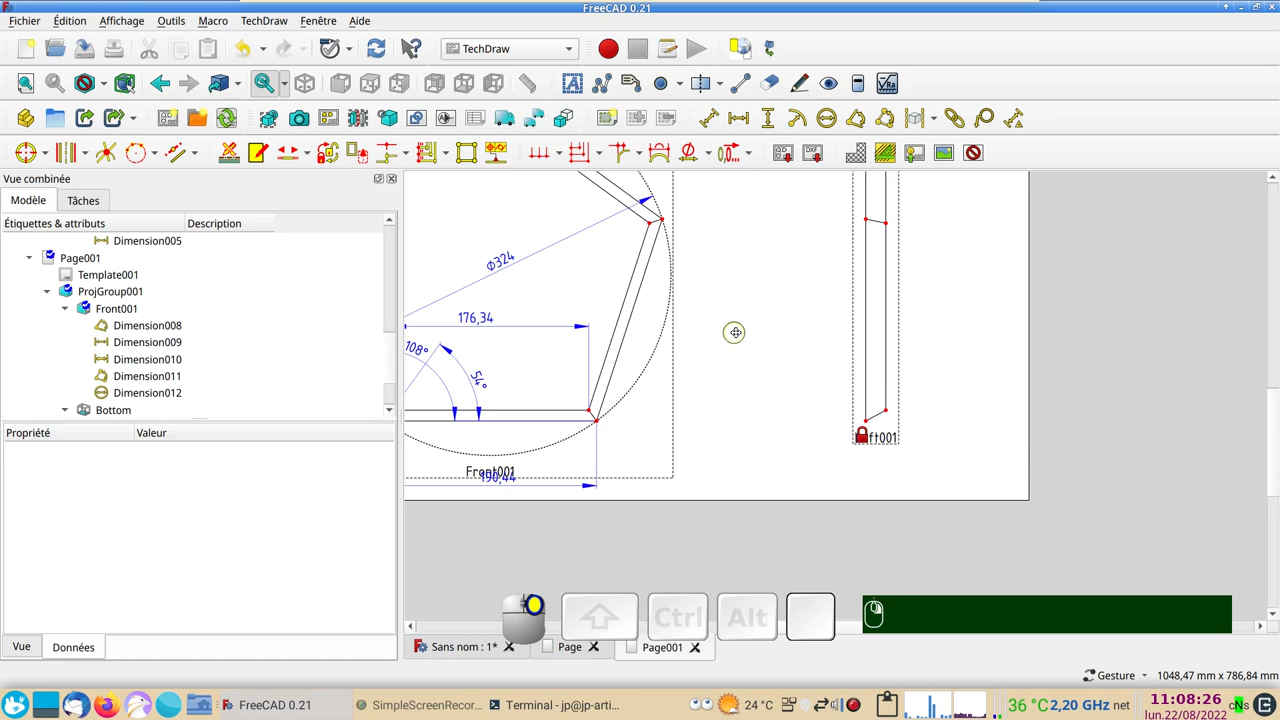 FreeCAD 0.21
Fichier Édition Affichage Outils Macro TechDraw Fenêtre Aide
TechDraw
Vue combinée
Modèle Tâches
Étiquettes & attributs Description
Dimension005
Page001
Template001
ProjGroup001
Front001
Dimension008
Dimension009
Dimension010
Dimension011
Dimension012
Bottom
Propriété Valeur
Vue Données
Ø324
176,34
108°
54°
Front001
190,44
ft001
Ctrl Alt
Sans nom : 1* Page Page001
Gesture 1048,47 mm x 786,84 mm
FreeCAD 0.21 SimpleScreenRecor... Terminal - jp@jp-arti... 24 °C 36 °C 2,20 GHz net 11:08:26
lun.22/08/2022
cNs